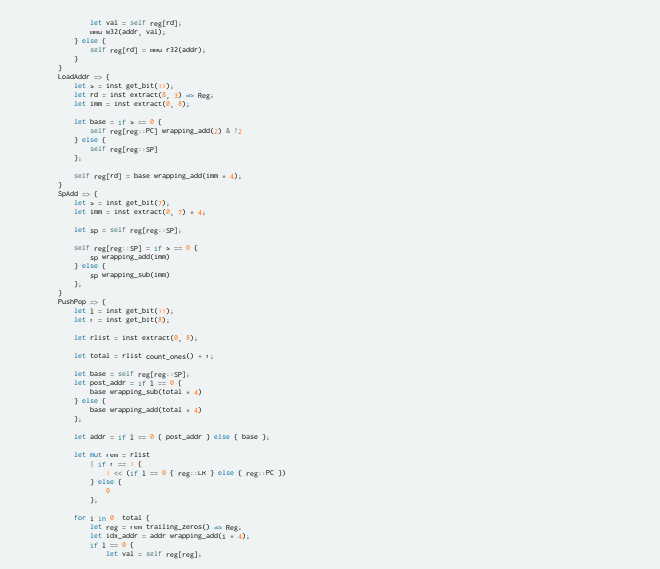 let val = self reg[rd];
mmu w32(addr, val);
} else {
self reg[rd] = mmu r32(addr);
}
}
LoadAddr => {
let s = inst get_bit(11);
let rd = inst extract(8, 3) as Reg;
let imm = inst extract(0, 8);
let base = if s == 0 {
self reg[reg::PC] wrapping_add(2) & !2
} else {
self reg[reg::SP]
};
self reg[rd] = base wrapping_add(imm * 4);
}
SpAdd => {
let s = inst get_bit(7);
let imm = inst extract(0, 7) * 4;
let sp = self reg[reg::SP];
self reg[reg::SP] = if s == 0 {
sp wrapping_add(imm)
} else {
sp wrapping_sub(imm)
};
}
PushPop => {
let l = inst get_bit(11);
let r = inst get_bit(8);
let rlist = inst extract(0, 8);
let total = rlist count_ones() + r;
let base = self reg[reg::SP];
let post_addr = if l == 0 {
base wrapping_sub(total * 4)
} else {
base wrapping_add(total * 4)
};
let addr = if l == 0 { post_addr } else { base };
let mut rem = rlist
| if r == 1 {
1 << (if l == 0 { reg::LR } else { reg::PC })
} else {
0
};
for i in 0 total {
let reg = rem trailing_zeros() as Reg;
let idx_addr = addr wrapping_add(i * 4);
if l == 0 {
let val = self reg[reg];